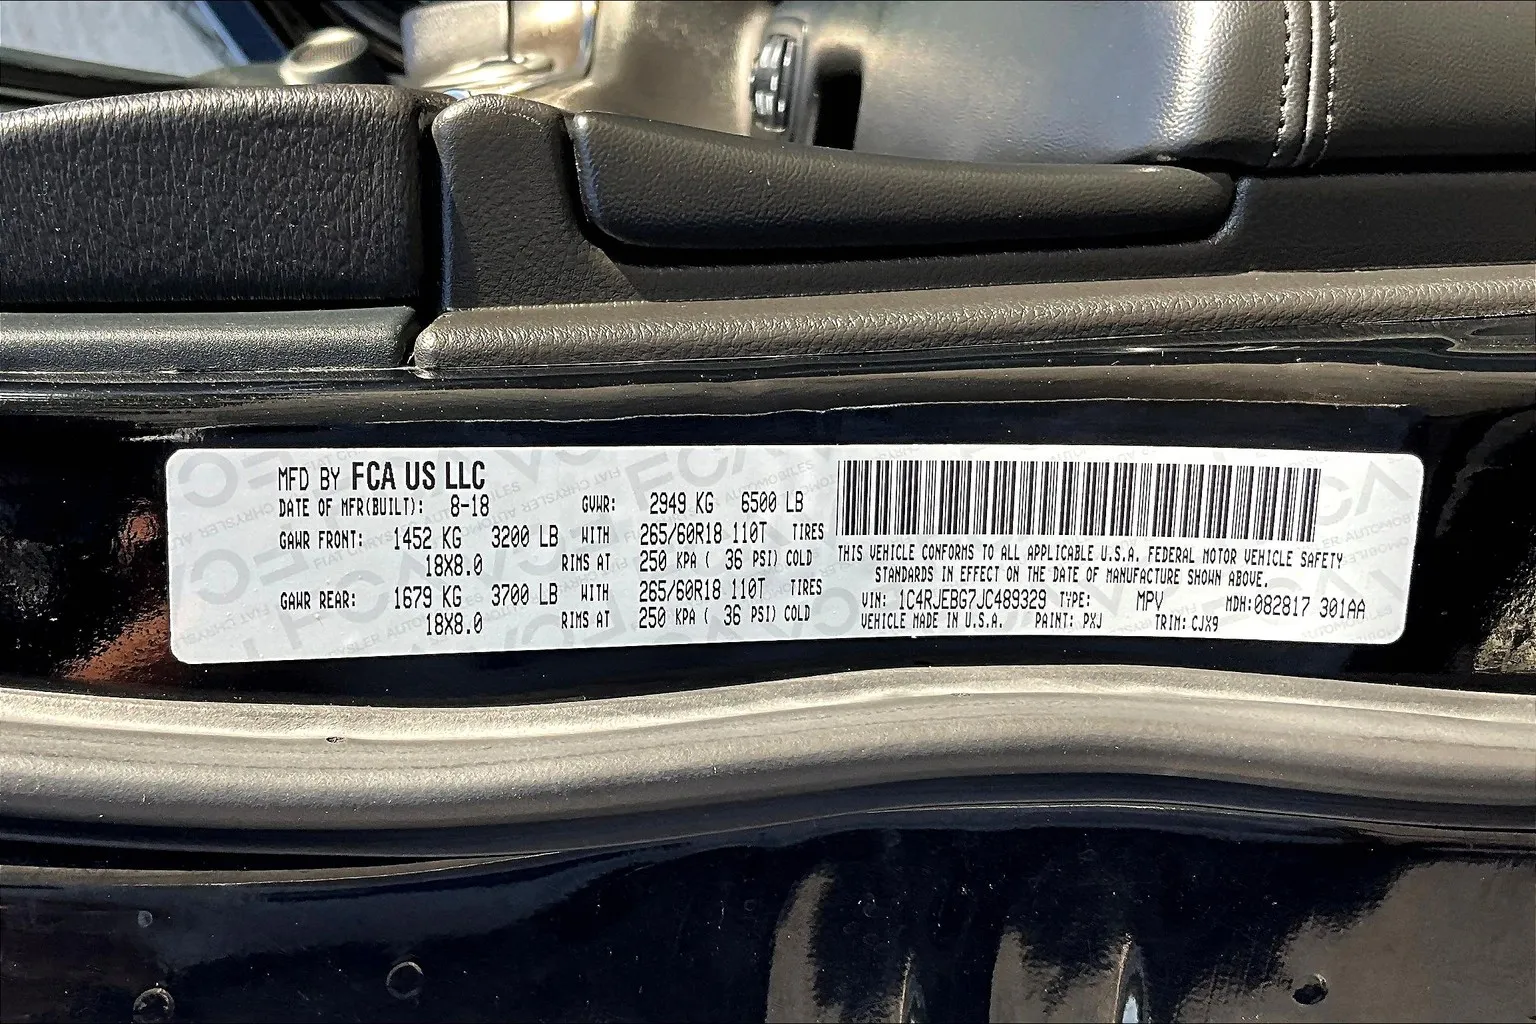 MFD BY FCA US LLC
DATE OF MFR(BUILT): 8-18 GVWR: 2949 KG 6500 LB
GAWR FRONT: 1452 KG 3200 LB WITH 265/60R18 110T TIRES
18X8.0 RIMS AT 250 KPA ( 36 PSI) COLD
GAWR REAR: 1679 KG 3700 LB WITH 265/60R18 110T TIRES
18X8.0 RIMS AT 250 KPA ( 36 PSI) COLD
THIS VEHICLE CONFORMS TO ALL APPLICABLE U.S.A. FEDERAL MOTOR VEHICLE SAFETY
STANDARDS IN EFFECT ON THE DATE OF MANUFACTURE SHOWN ABOVE.
VIN: 1C4RJEBG7JC489329 TYPE: MPV MDH:082817 301AA
VEHICLE MADE IN U.S.A. PAINT: PXJ TRIM: CJX9